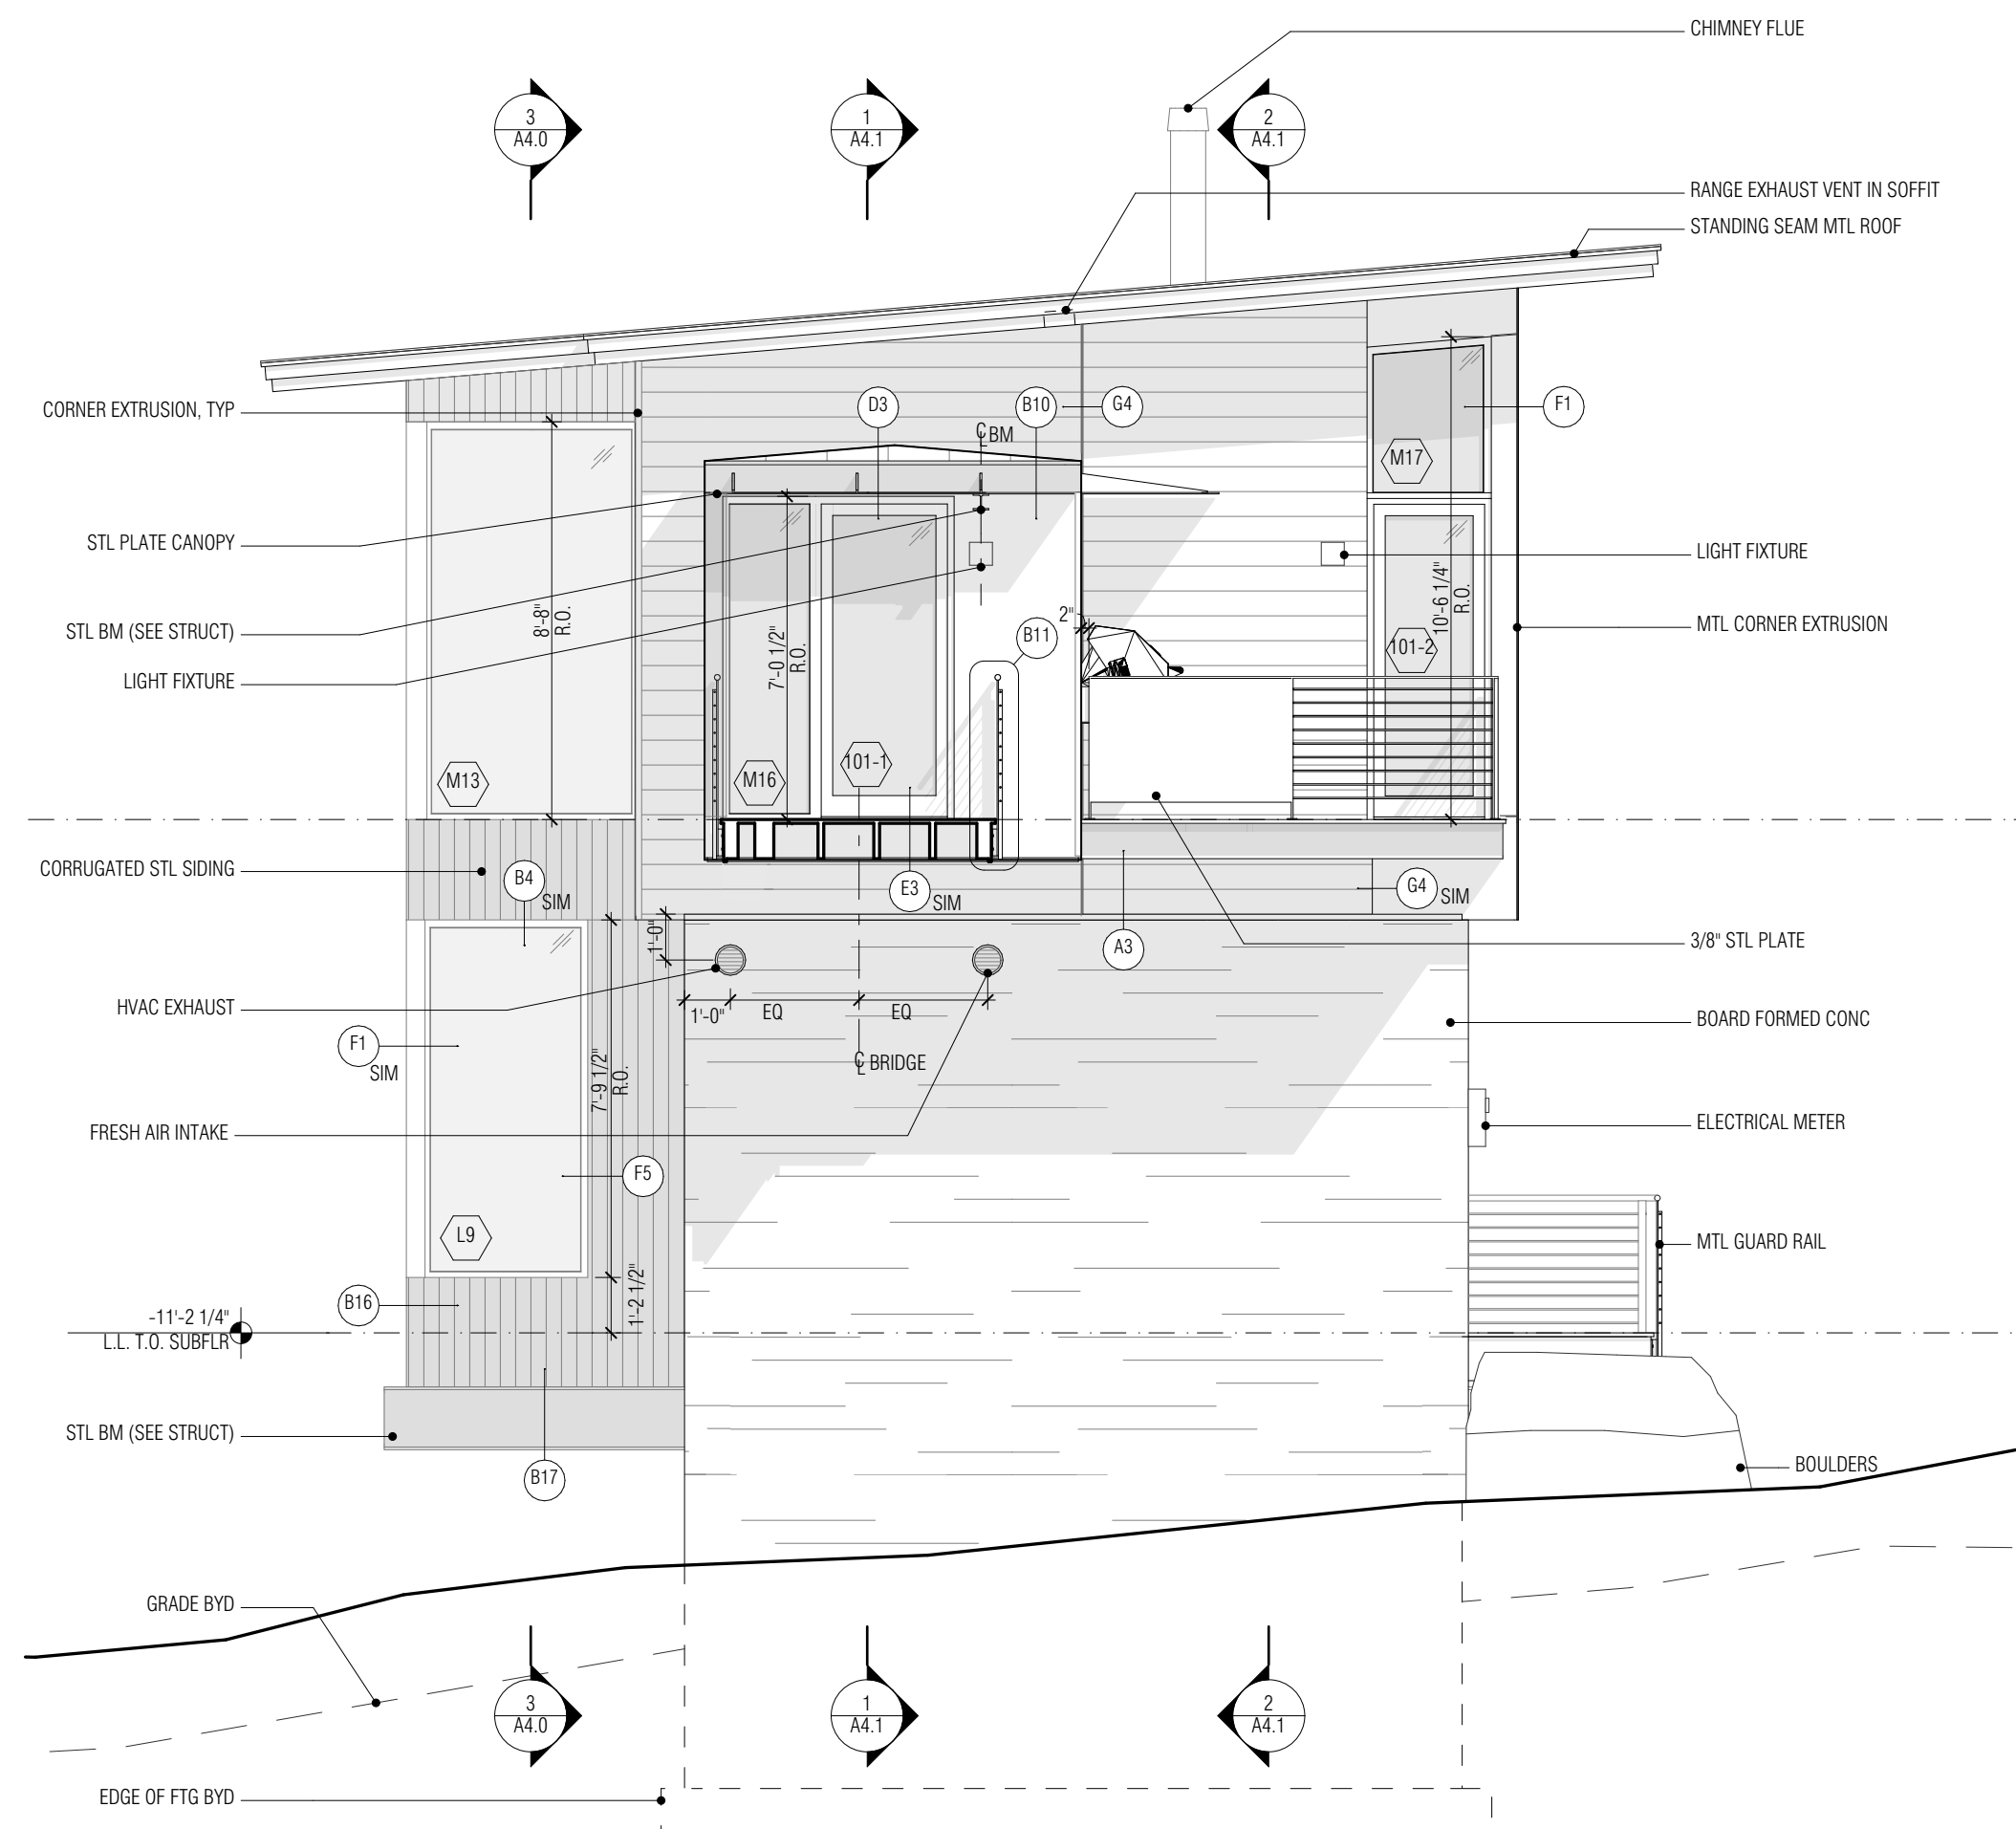 CHIMNEY FLUE
3
A4.0
1
A4.1
2
A4.1
RANGE EXHAUST VENT IN SOFFIT
STANDING SEAM MTL ROOF
CORNER EXTRUSION, TYP
D3
B10
G4
F1
℄ BM
M17
STL PLATE CANOPY
LIGHT FIXTURE
8'-8"
R.O.
10'-6 1/4"
R.O.
2"
STL BM (SEE STRUCT)
B11
MTL CORNER EXTRUSION
101-2
7'-0 1/2"
R.O.
LIGHT FIXTURE
M13
M16
101-1
CORRUGATED STL SIDING
B4
SIM
E3
SIM
G4
SIM
1'-0"
A3
3/8" STL PLATE
HVAC EXHAUST
1'-0"
EQ
EQ
BOARD FORMED CONC
F1
SIM
℄ BRIDGE
7'-9 1/2"
R.O.
FRESH AIR INTAKE
ELECTRICAL METER
F5
L9
MTL GUARD RAIL
1'-2 1/2"
B16
-11'-2 1/4"
L.L. T.O. SUBFLR
STL BM (SEE STRUCT)
B17
BOULDERS
GRADE BYD
3
A4.0
1
A4.1
2
A4.1
EDGE OF FTG BYD